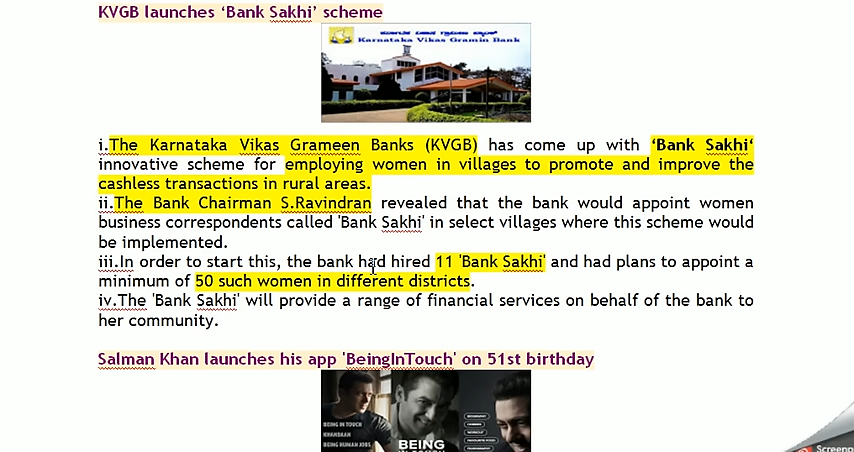 KVGB launches ‘Bank Sakhi’ scheme
Karnataka Vikas Gramin Bank
i.The Karnataka Vikas Grameen Banks (KVGB) has come up with ‘Bank Sakhi‘
innovative scheme for employing women in villages to promote and improve the
cashless transactions in rural areas.
ii.The Bank Chairman S.Ravindran revealed that the bank would appoint women
business correspondents called 'Bank Sakhi' in select villages where this scheme would
be implemented.
iii.In order to start this, the bank had hired 11 'Bank Sakhi' and had plans to appoint a
minimum of 50 such women in different districts.
iv.The 'Bank Sakhi' will provide a range of financial services on behalf of the bank to
her community.
Salman Khan launches his app 'BeingInTouch' on 51st birthday
BEING IN TOUCH
KHANDAAN
BEING HUMAN JOBS
BEING